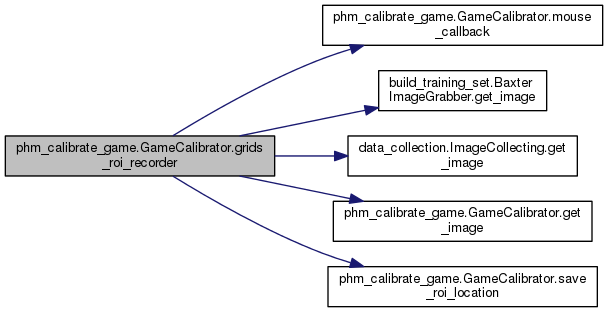 phm_calibrate_game.GameCalibrator.mouse
_callback
build_training_set.Baxter
ImageGrabber.get_image
phm_calibrate_game.GameCalibrator.grids
_roi_recorder
data_collection.ImageCollecting.get
_image
phm_calibrate_game.GameCalibrator.get
_image
phm_calibrate_game.GameCalibrator.save
_roi_location